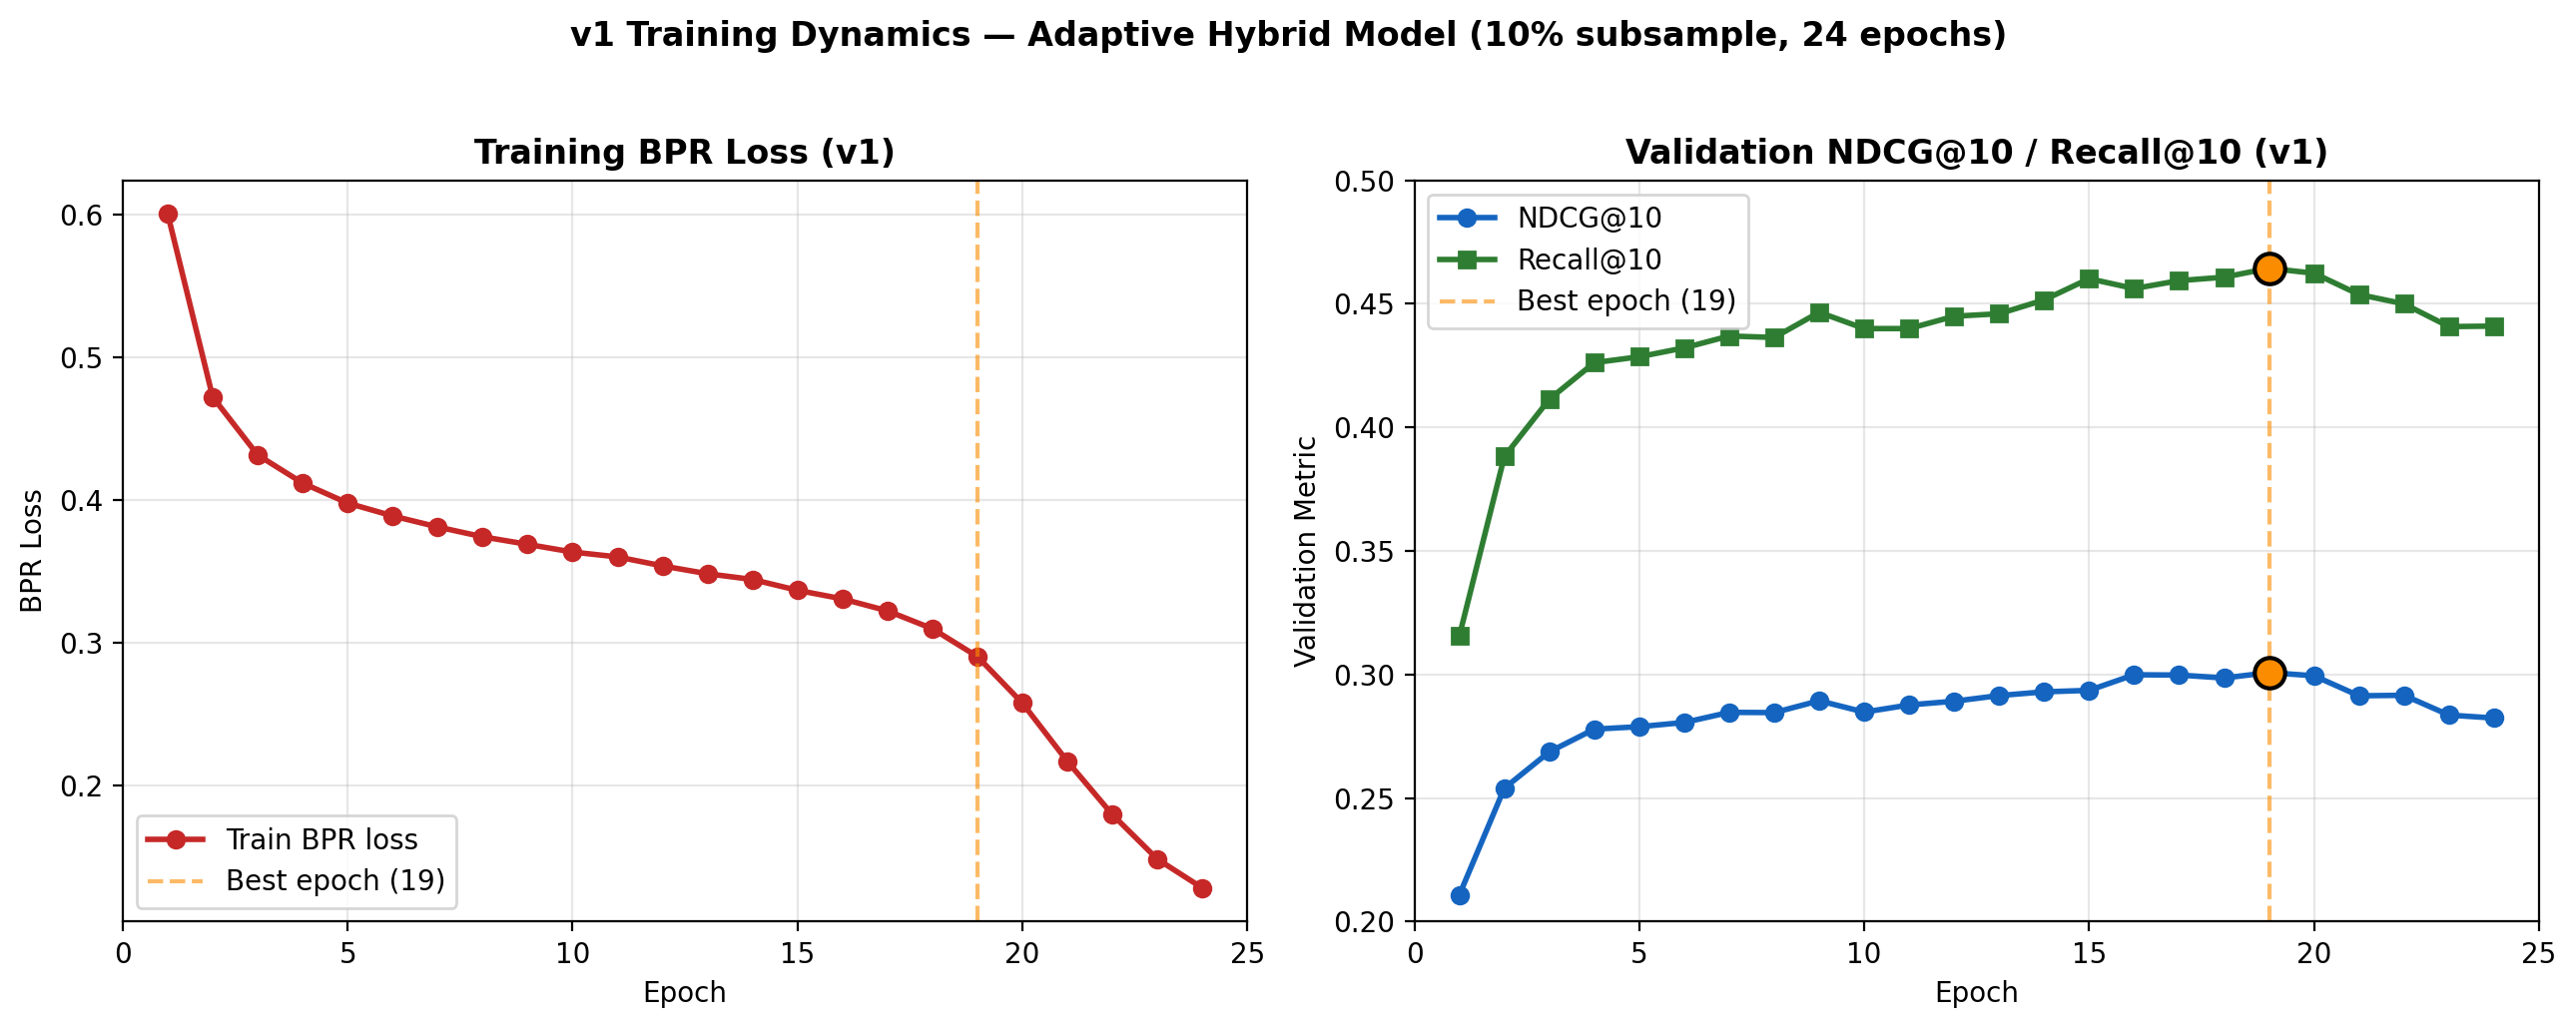 v1 Training Dynamics — Adaptive Hybrid Model (10% subsample, 24 epochs)
Training BPR Loss (v1)
0.6
0.5
0.4
0.3
0.2
BPR Loss
Train BPR loss
Best epoch (19)
0 5 10 15 20 25
Epoch
Validation NDCG@10 / Recall@10 (v1)
0.50
0.45
0.40
0.35
0.30
0.25
0.20
Validation Metric
NDCG@10
Recall@10
Best epoch (19)
0 5 10 15 20 25
Epoch